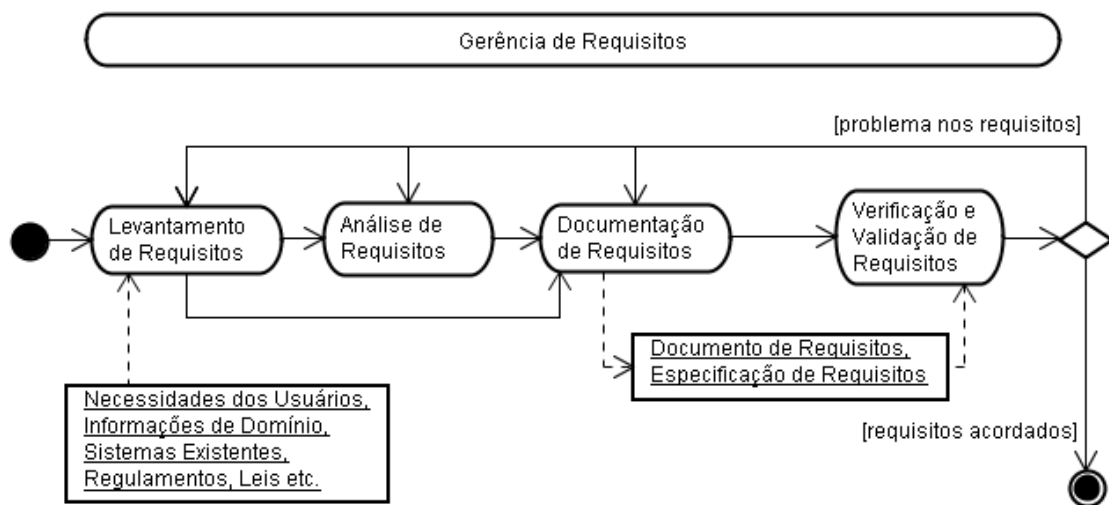 Gerência de Requisitos
[problema nos requisitos]
Levantamento
de Requisitos
Análise de
Requisitos
Documentação
de Requisitos
Verificação e
Validação de
Requisitos
Documento de Requisitos,
Especificação de Requisitos
Necessidades dos Usuários,
Informações de Domínio,
Sistemas Existentes,
Regulamentos, Leis etc.
[requisitos acordados]